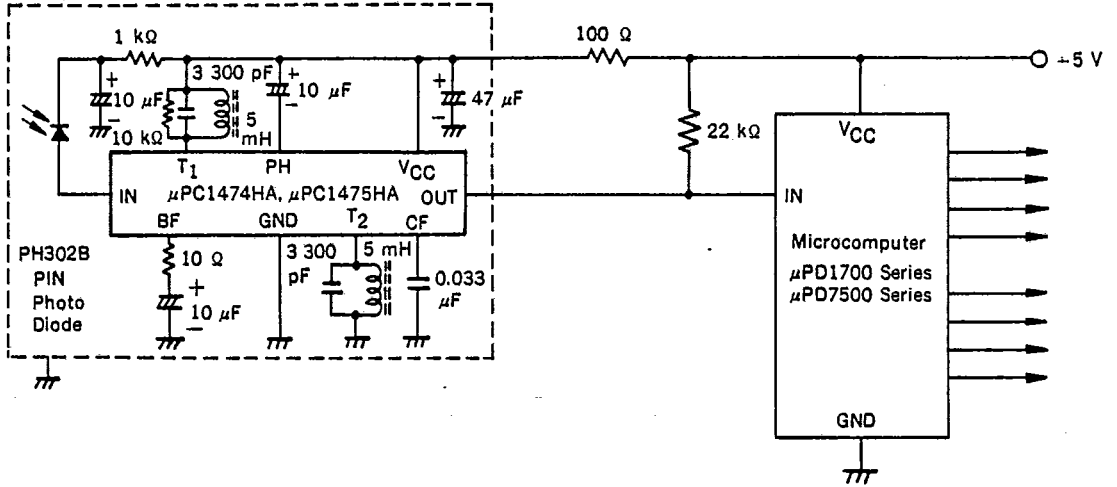 1 kΩ
100 Ω
+5 V
3 300 pF
+
10 μF
−
+
10 μF
−
+
47 μF
−
10 kΩ
5
mH
22 kΩ
T1
PH
VCC
VCC
IN
μPC1474HA, μPC1475HA
OUT
IN
BF
GND
T2
CF
PH302B
PIN
Photo
Diode
10 Ω
+
10 μF
−
3 300
pF
5 mH
0.033
μF
Microcomputer
μPD1700 Series
μPD7500 Series
GND